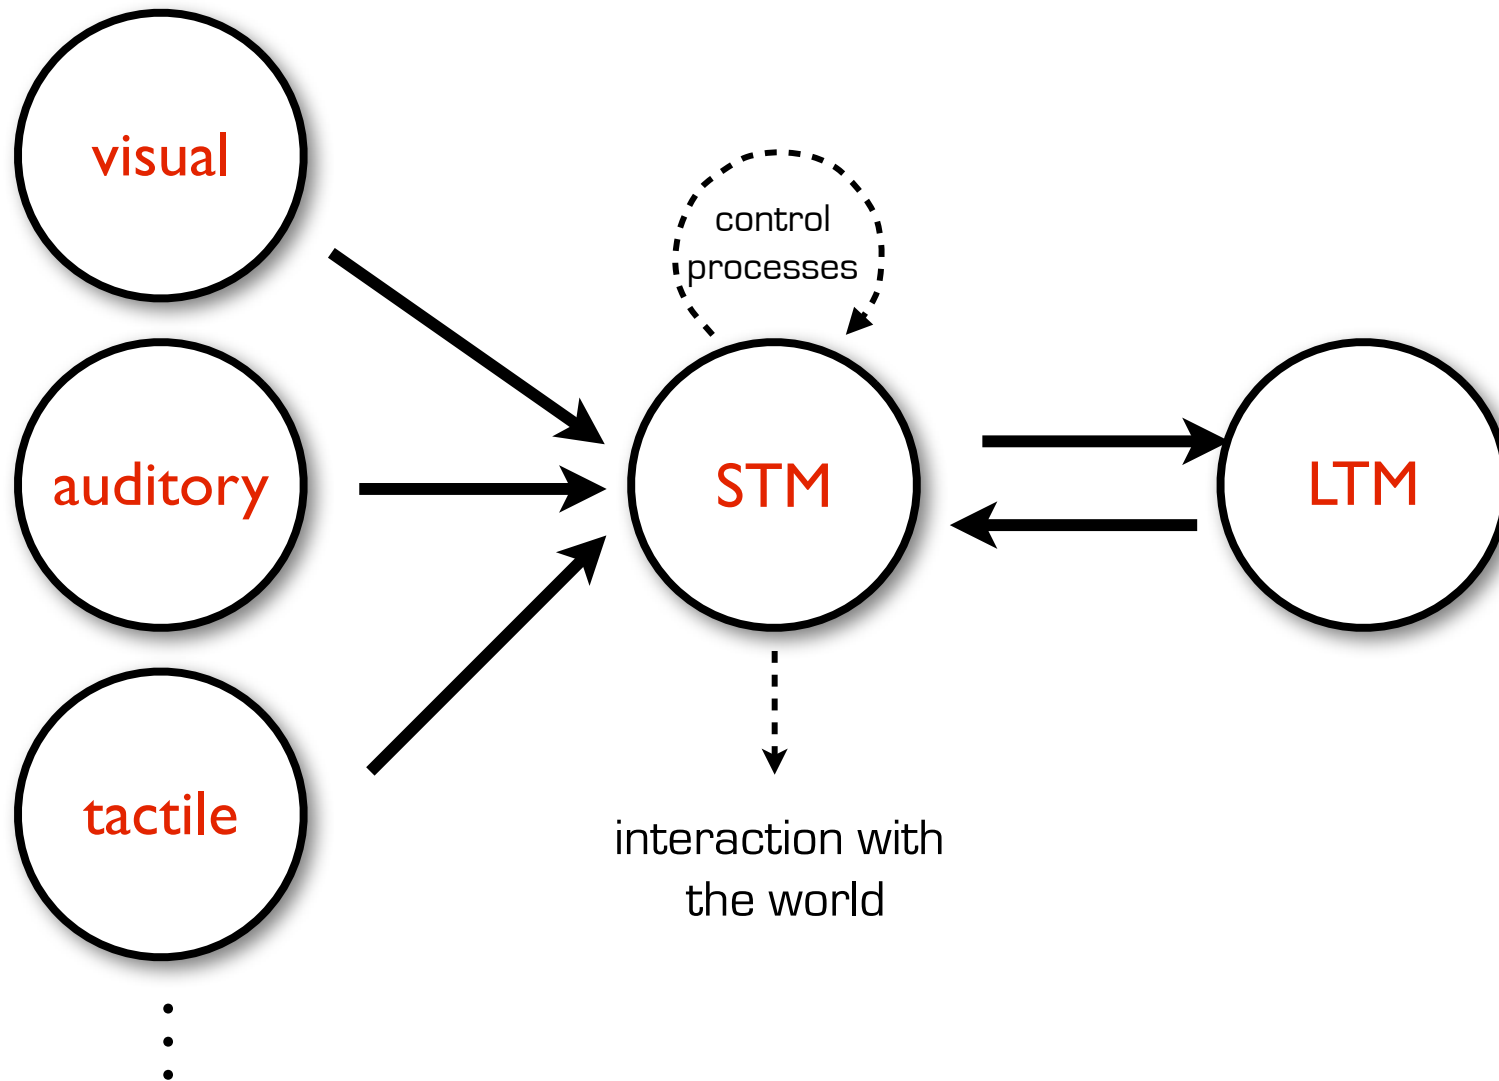 visual
control
processes
auditory
STM
LTM
tactile
interaction with
the world